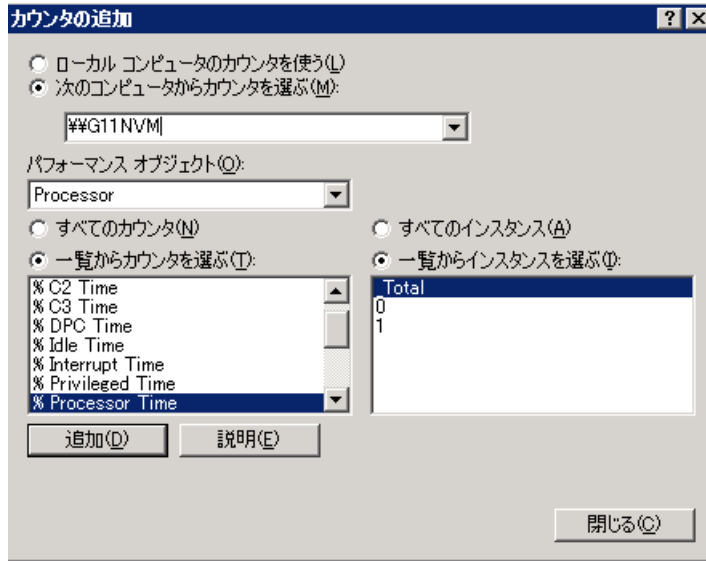 カウンタの追加
ローカル コンピュータのカウンタを使う(L)
次のコンピュータからカウンタを選ぶ(M):
¥¥G11NVM
パフォーマンス オブジェクト(O):
Processor
すべてのカウンタ(N)
すべてのインスタンス(A)
一覧からカウンタを選ぶ(T):
一覧からインスタンスを選ぶ(I):
% C2 Time
% C3 Time
% DPC Time
% Idle Time
% Interrupt Time
% Privileged Time
% Processor Time
_Total
0
1
追加(D)
説明(E)
閉じる(C)